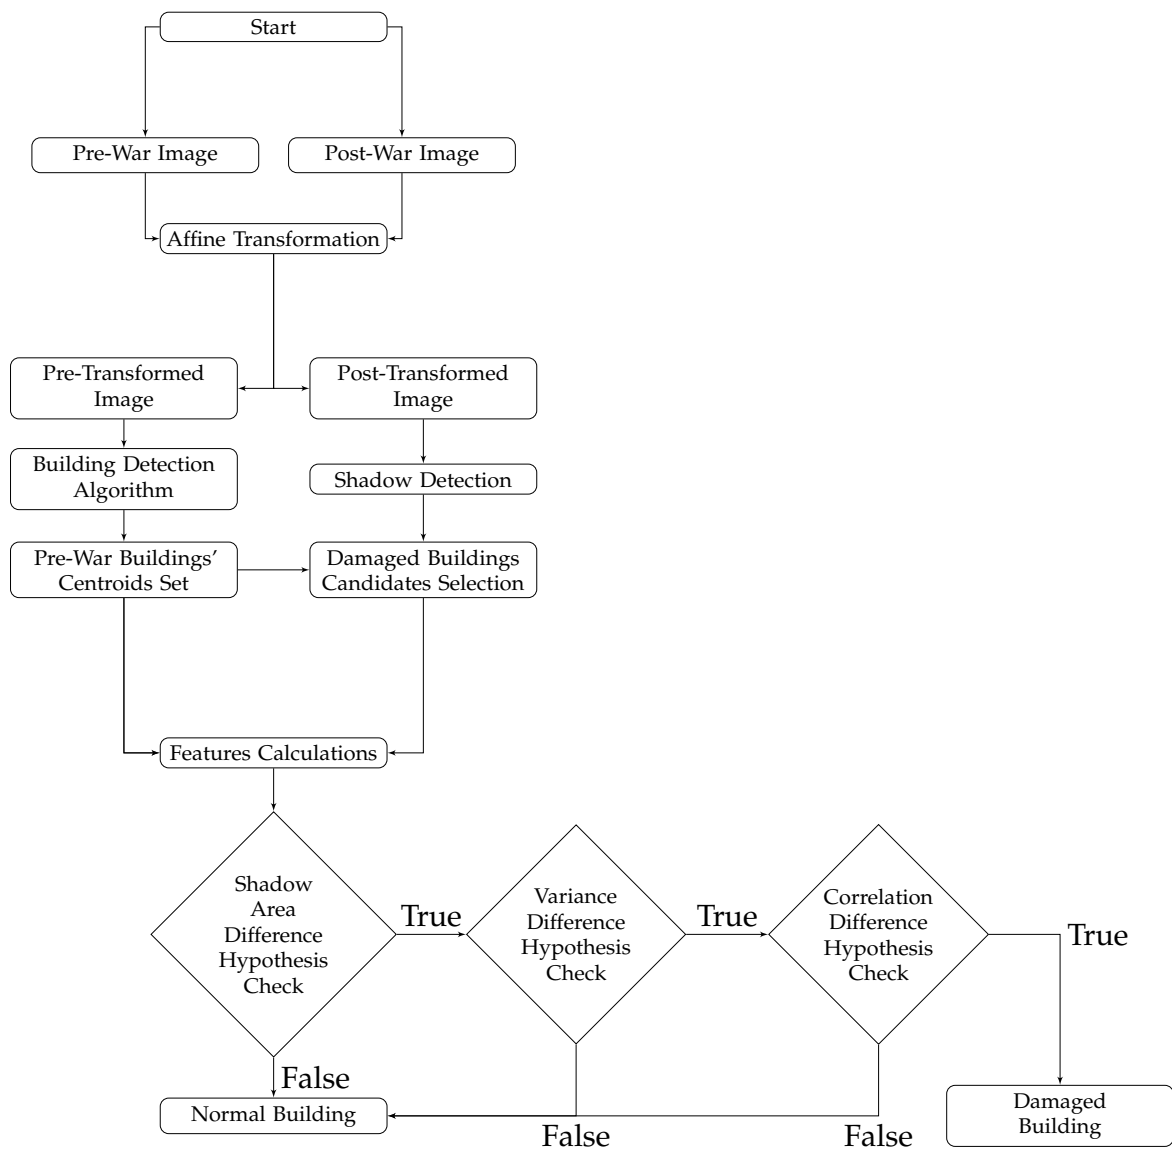 Start
Pre-War Image
Post-War Image
Affine Transformation
Pre-Transformed
Image
Post-Transformed
Image
Building Detection
Algorithm
Shadow Detection
Pre-War Buildings’
Centroids Set
Damaged Buildings
Candidates Selection
Features Calculations
Shadow
Area
Difference
Hypothesis
Check
True
Variance
Difference
Hypothesis
Check
True
Correlation
Difference
Hypothesis
Check
True
False
Normal Building
False
False
Damaged
Building